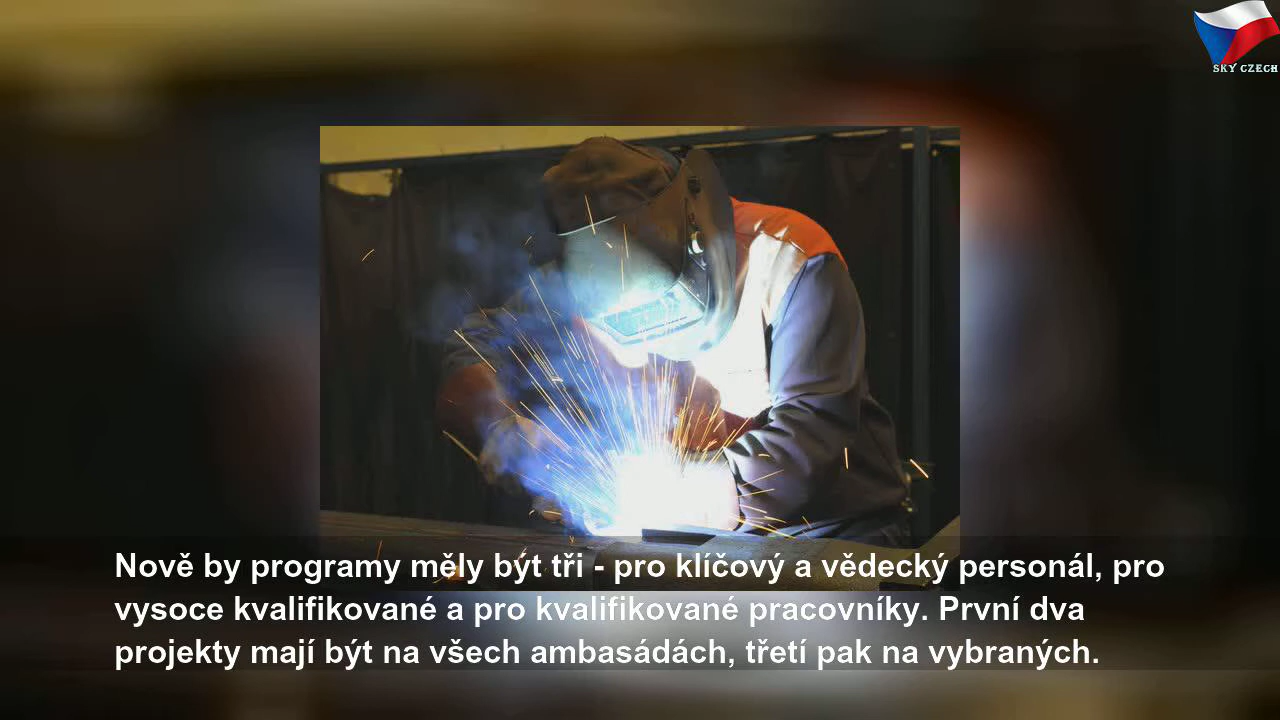 SKY CZECH
Nově by programy měly být tři - pro klíčový a vědecký personál, pro
vysoce kvalifikované a pro kvalifikované pracovníky. První dva
projekty mají být na všech ambasádách, třetí pak na vybraných.